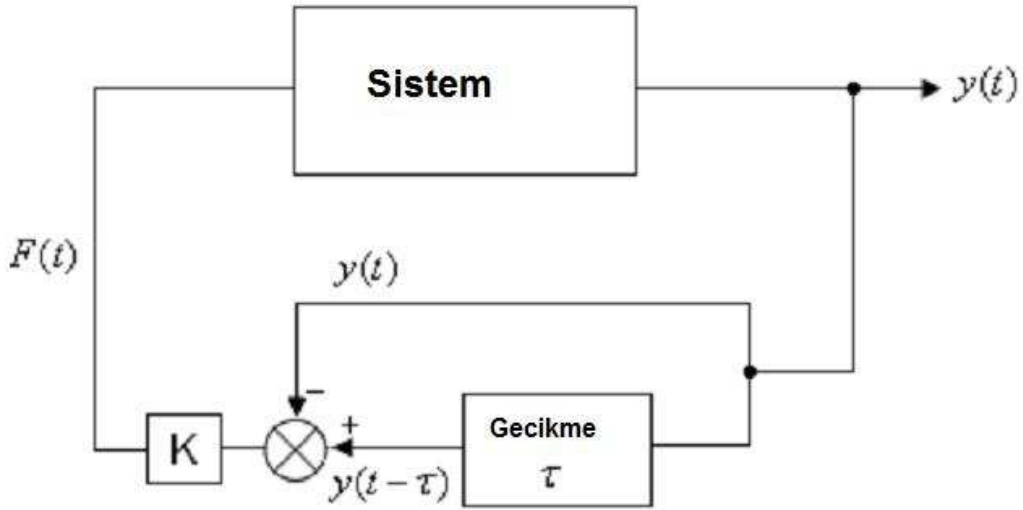 Sistem
y(t)
F(t)
y(t)
−
+
Gecikme
τ
K
y(t − τ)